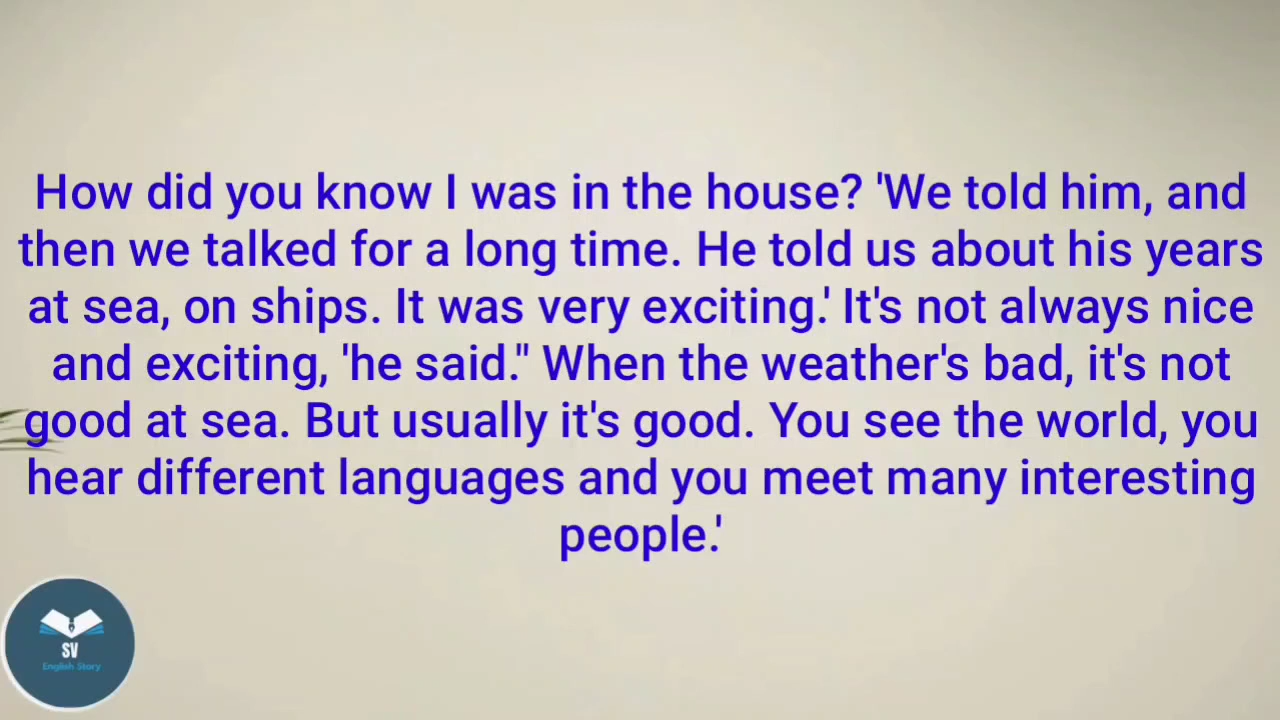 How did you know I was in the house? 'We told him, and
then we talked for a long time. He told us about his years
at sea, on ships. It was very exciting.' It's not always nice
and exciting, 'he said." When the weather's bad, it's not
good at sea. But usually it's good. You see the world, you
hear different languages and you meet many interesting
people.'
SV
English Story